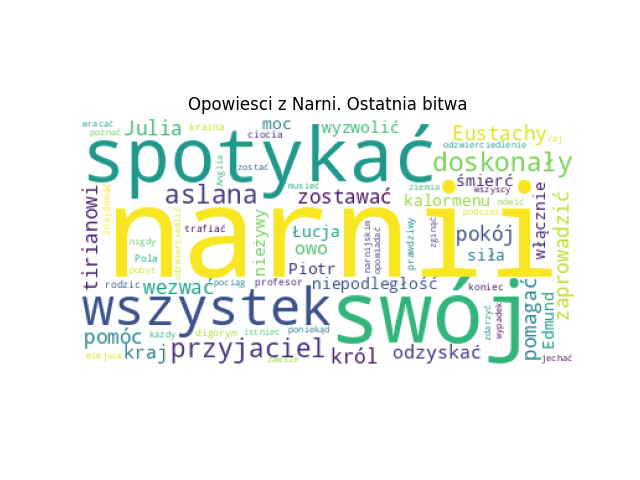 Opowiesci z Narni. Ostatnia bitwa
wracać
poznać
Julia
kraina
moc
ciocia
wyzwolić
Eustachy
raj
odzwierciedlenie
spotykać
doskonały
Anglia
zostać
aslana
musieć
zostawać
ziemia
śmierć
wszyscy
kalormenu
mówić
włącznie
zaprowadzić
tirianowi
znajdować
odzwierciedlić
narnii
podczas
trafiać
nigdy
Pola
pobyt
nieżywy
Łucja
owo
Piotr
narnijskim
opowiadać
prawdziwy
zginąć
pokój
siła
rodzic
wezwać
pociąg
profesor
niepodległość
koniec
wszystek
swój
pomagać
Edmund
zdarzyć
wypadek
pomóc
każdy
digorym
istnieć
poniekąd
miejsce
kraj
przyjaciel
zawsze
król
odzyskać
jechać